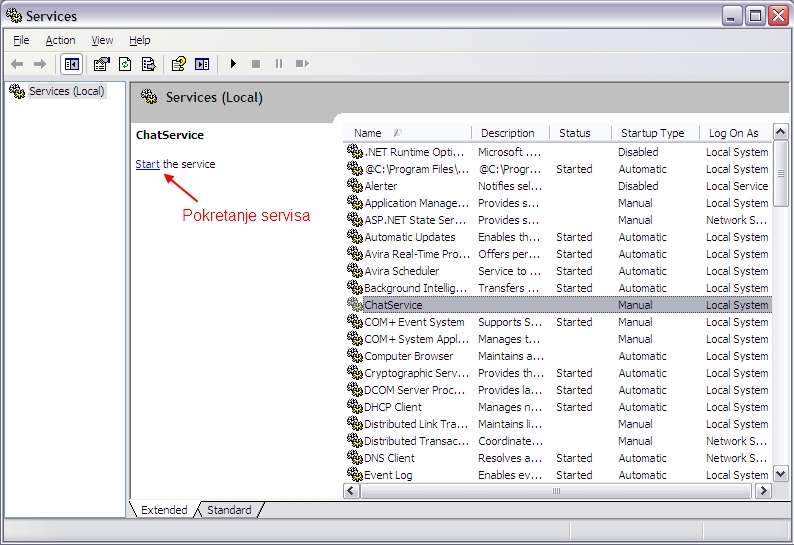 Services
File Action View Help
Services (Local)
Services (Local)
ChatService
Start the service
Pokretanje servisa
Name Description Status Startup Type Log On As
.NET Runtime Opti... Microsoft .... Disabled Local System
@C:\Program Files\... @C:\Progr... Started Automatic Local System
Alerter Notifies sel... Disabled Local Service
Application Manage... Provides s... Manual Local System
ASP.NET State Ser... Provides s... Manual Network S...
Automatic Updates Enables th... Started Automatic Local System
Avira Real-Time Pro... Offers per... Started Automatic Local System
Avira Scheduler Service to ... Started Automatic Local System
Background Intellig... Transfers ... Started Automatic Local System
ChatService Manual Local System
COM+ Event System Supports S... Started Manual Local System
COM+ System Appl... Manages t... Manual Local System
Computer Browser Maintains a... Automatic Local System
Cryptographic Serv... Provides th... Started Automatic Local System
DCOM Server Proc... Provides la... Started Automatic Local System
DHCP Client Manages n... Started Automatic Local System
Distributed Link Tra... Maintains li... Manual Local System
Distributed Transac... Coordinate... Manual Network S...
DNS Client Resolves a... Started Automatic Network S...
Event Log Enables ev... Started Automatic Local System
Extended Standard